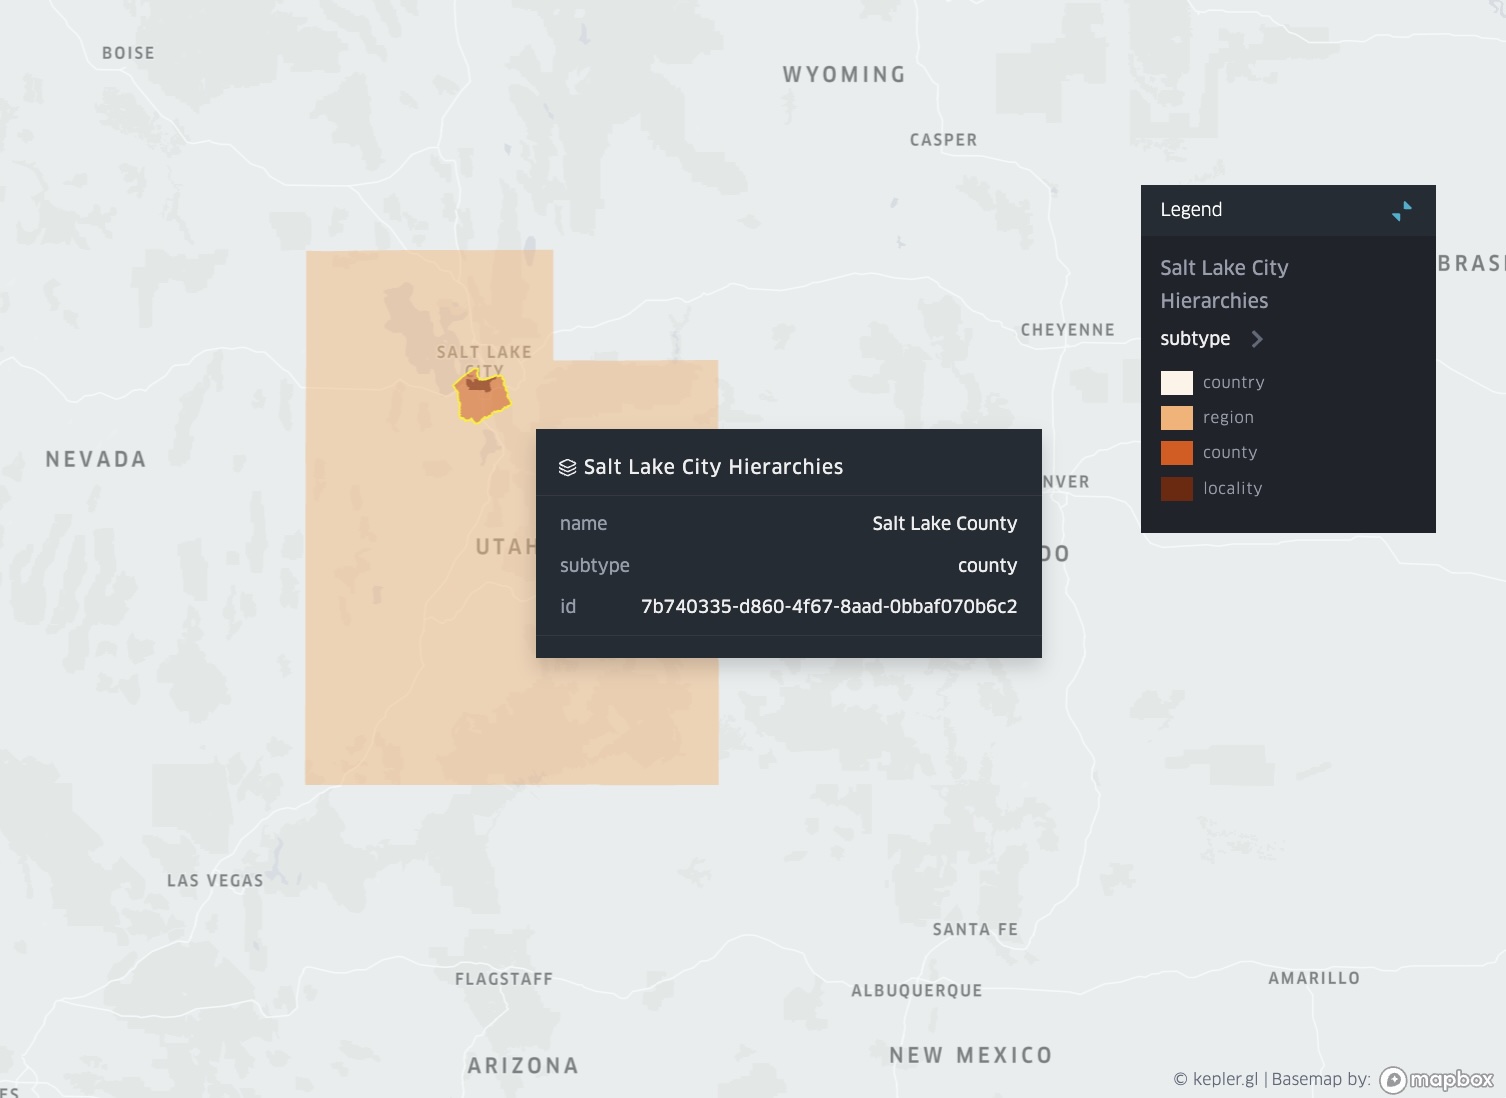 BOISE
WYOMING
CASPER
Legend
Salt Lake City
Hierarchies
BRAS
CHEYENNE
subtype
SALT LAKE
CITY
country
region
county
locality
NEVADA
Salt Lake City Hierarchies
NVER
name Salt Lake County
UTAH
DO
subtype county
id 7b740335-d860-4f67-8aad-0bbaf070b6c2
LAS VEGAS
SANTA FE
FLAGSTAFF
ALBUQUERQUE
AMARILLO
ARIZONA
NEW MEXICO
ES
© kepler.gl | Basemap by: mapbox